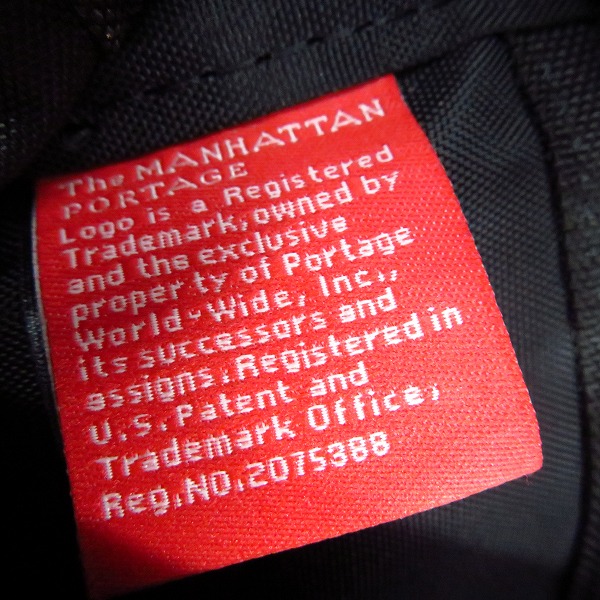 The MANHATTAN
PORTAGE
Logo is a Registered
Trademark,owned by
and the exclusive
property of Portage
World-Wide, Inc.,
its successors and
assigns.Registered in
U.S.Patent and
Trademark Office,
Reg.NO.2075388